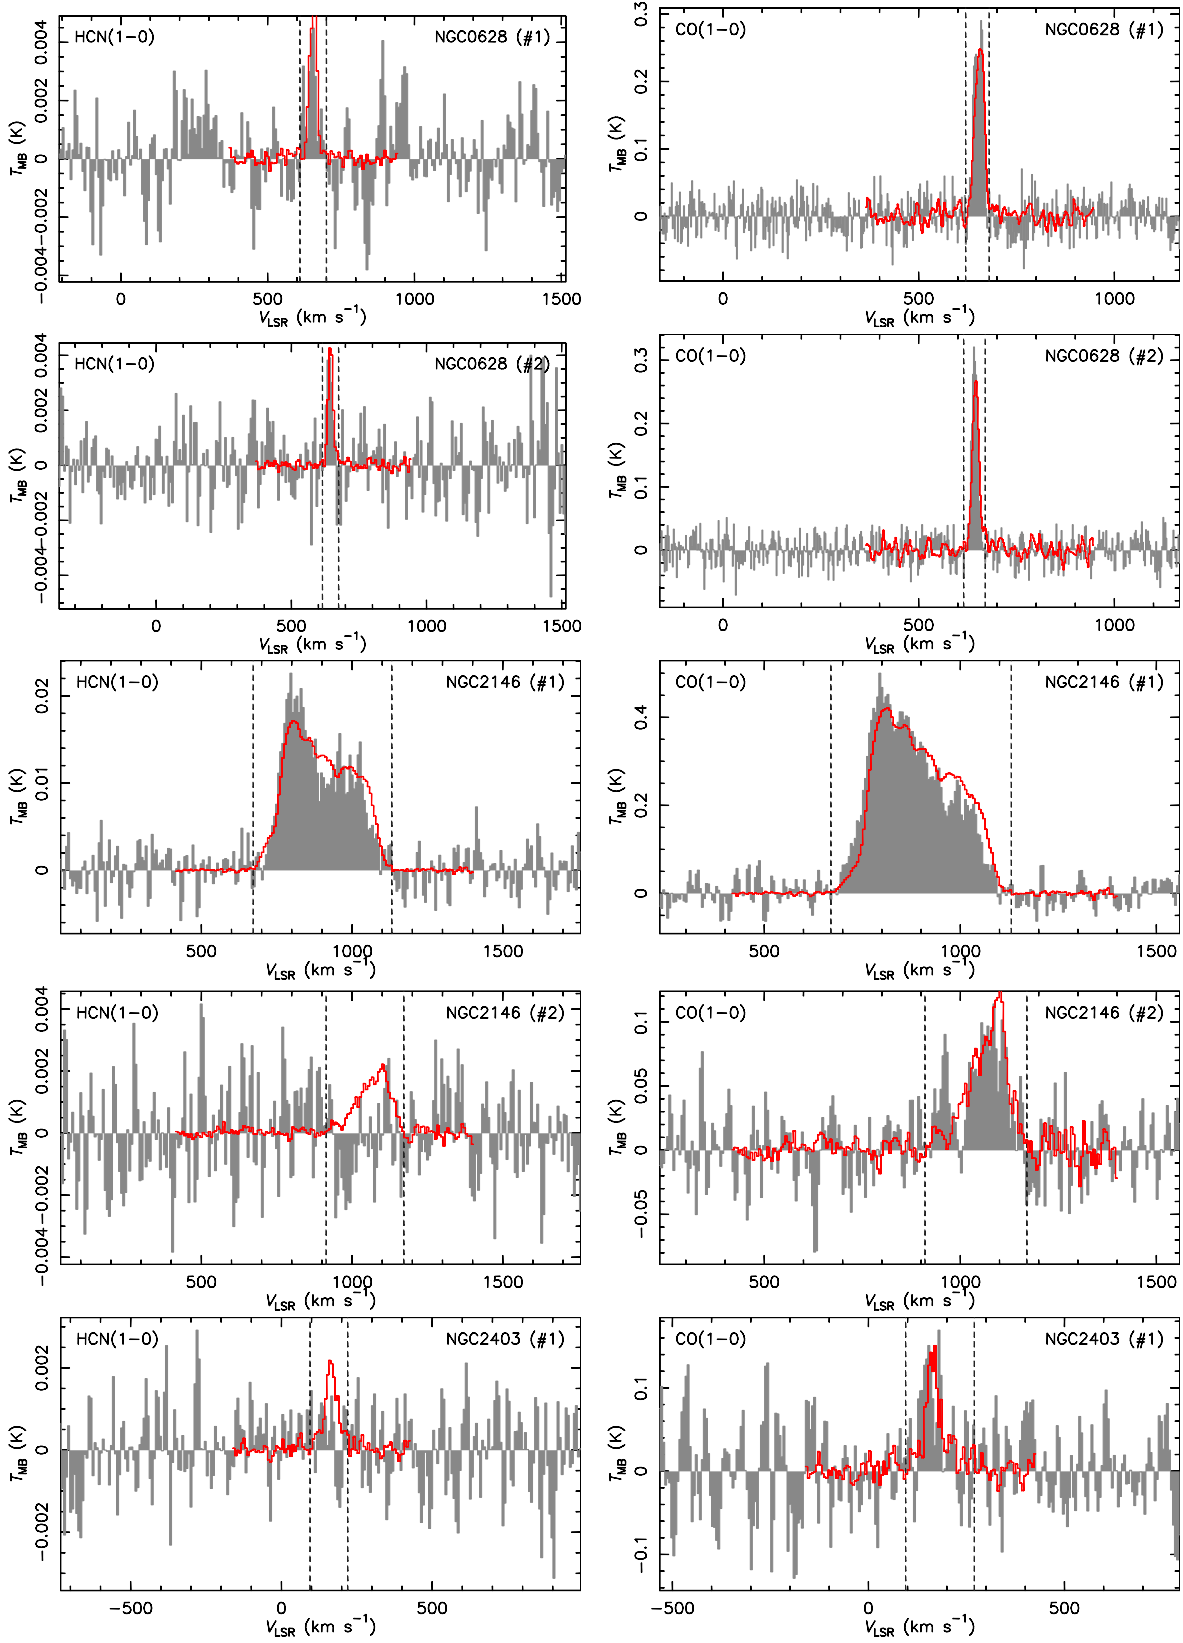 HCN(1−0) NGC0628 (#1)
T_MB (K)
−0.004 −0.002 0 0.002 0.004
0 500 1000 1500
V_LSR (km s⁻¹)
CO(1−0) NGC0628 (#1)
T_MB (K)
0 0.1 0.2 0.3
0 500 1000
V_LSR (km s⁻¹)
HCN(1−0) NGC0628 (#2)
T_MB (K)
−0.004 −0.002 0 0.002 0.004
0 500 1000 1500
V_LSR (km s⁻¹)
CO(1−0) NGC0628 (#2)
T_MB (K)
0 0.1 0.2 0.3
0 500 1000
V_LSR (km s⁻¹)
HCN(1−0) NGC2146 (#1)
T_MB (K)
0 0.01 0.02
500 1000 1500
V_LSR (km s⁻¹)
CO(1−0) NGC2146 (#1)
T_MB (K)
0 0.2 0.4
500 1000 1500
V_LSR (km s⁻¹)
HCN(1−0) NGC2146 (#2)
T_MB (K)
−0.004 −0.002 0 0.002 0.004
500 1000 1500
V_LSR (km s⁻¹)
CO(1−0) NGC2146 (#2)
T_MB (K)
−0.05 0 0.05 0.1
500 1000 1500
V_LSR (km s⁻¹)
HCN(1−0) NGC2403 (#1)
T_MB (K)
−0.002 0 0.002
−500 0 500
V_LSR (km s⁻¹)
CO(1−0) NGC2403 (#1)
T_MB (K)
−0.1 0 0.1
−500 0 500
V_LSR (km s⁻¹)